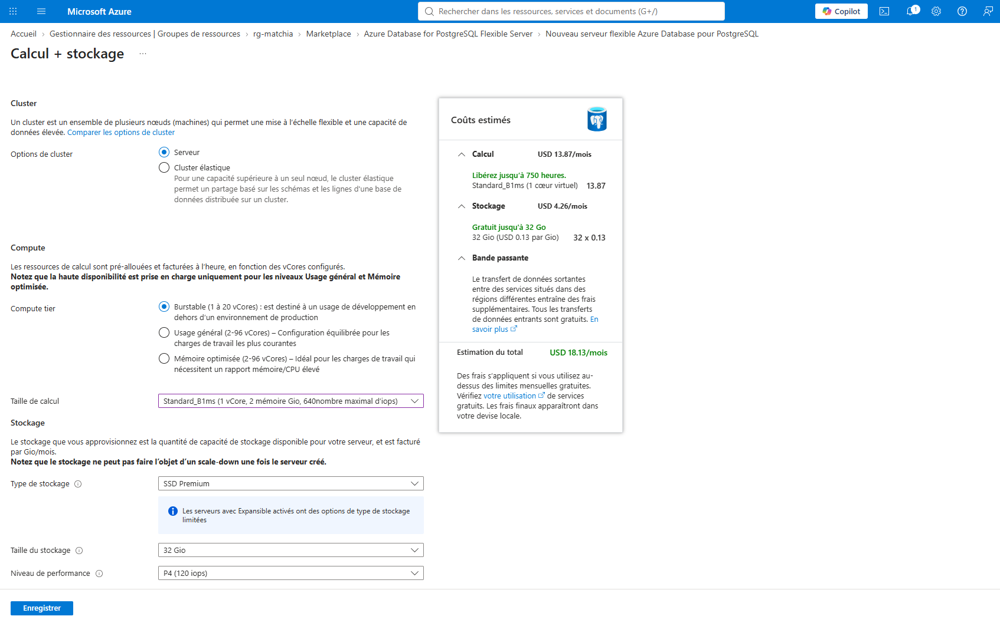 Microsoft Azure
Rechercher dans les ressources, services et documents (G+/)
Copilot
1
Accueil > Gestionnaire des ressources | Groupes de ressources > rg-matchia > Marketplace > Azure Database for PostgreSQL Flexible Server > Nouveau serveur flexible Azure Database pour PostgreSQL
Calcul + stockage ...
Cluster
Un cluster est un ensemble de plusieurs nœuds (machines) qui permet une mise à l’échelle flexible et une capacité de
données élevée. Comparer les options de cluster
Options de cluster
Serveur
Cluster élastique
Pour une capacité supérieure à un seul nœud, le cluster élastique
permet un partage basé sur les schémas et les lignes d'une base de
données distribuée sur un cluster.
Compute
Les ressources de calcul sont pré-allouées et facturées à l’heure, en fonction des vCores configurés.
Notez que la haute disponibilité est prise en charge uniquement pour les niveaux Usage général et Mémoire
optimisée.
Compute tier
Burstable (1 à 20 vCores) : est destiné à un usage de développement en
dehors d’un environnement de production
Usage général (2-96 vCores) – Configuration équilibrée pour les
charges de travail les plus courantes
Mémoire optimisée (2-96 vCores) – Idéal pour les charges de travail qui
nécessitent un rapport mémoire/CPU élevé
Taille de calcul
Standard_B1ms (1 vCore, 2 mémoire Gio, 640nombre maximal d’iops)
Stockage
Le stockage que vous approvisionnez est la quantité de capacité de stockage disponible pour votre serveur, et est facturé
par Gio/mois.
Notez que le stockage ne peut pas faire l’objet d’un scale-down une fois le serveur créé.
Type de stockage
SSD Premium
Les serveurs avec Expansible activés ont des options de type de stockage
limitées
Taille du stockage
32 Gio
Niveau de performance
P4 (120 iops)
Enregistrer
Coûts estimés
Calcul USD 13.87/mois
Libérez jusqu’à 750 heures.
Standard_B1ms (1 cœur virtuel) 13.87
Stockage USD 4.26/mois
Gratuit jusqu'à 32 Go
32 Gio (USD 0.13 par Gio) 32 x 0.13
Bande passante
Le transfert de données sortantes
entre des services situés dans des
régions différentes entraîne des frais
supplémentaires. Tous les transferts
de données entrants sont gratuits. En
savoir plus
Estimation du total USD 18.13/mois
Des frais s’appliquent si vous utilisez au-
dessus des limites mensuelles gratuites.
Vérifiez votre utilisation de services
gratuits. Les frais finaux apparaîtront dans
votre devise locale.